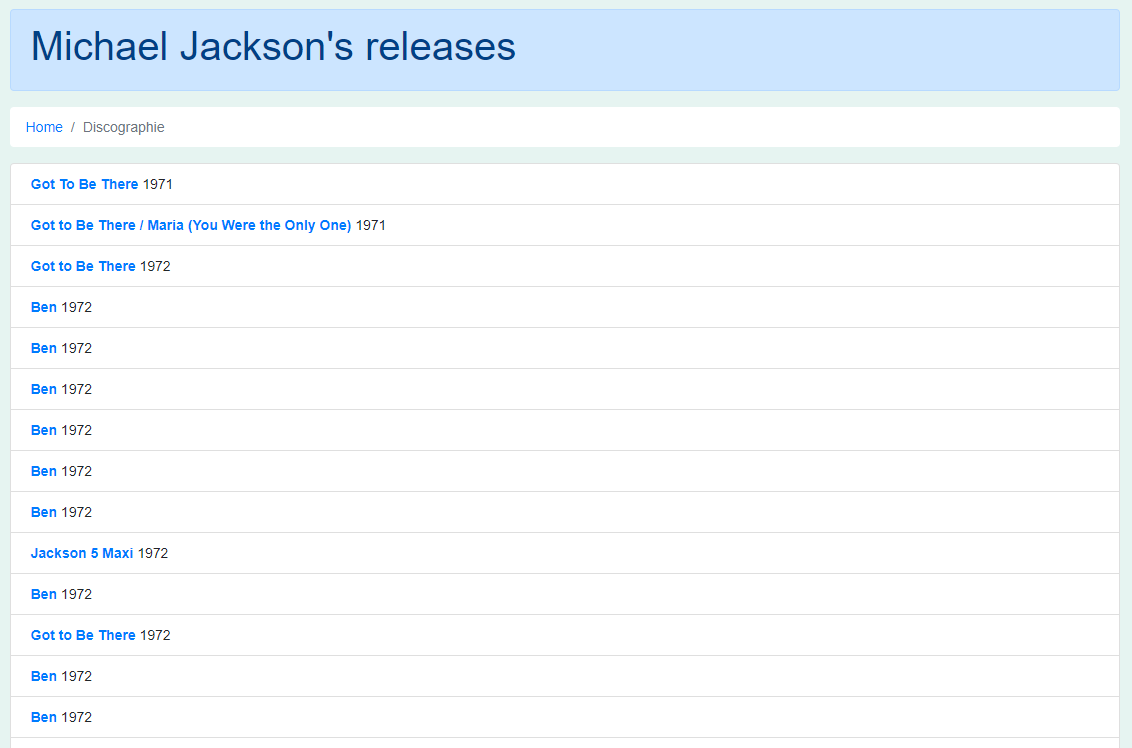 Michael Jackson's releases
Home / Discographie
Got To Be There 1971
Got to Be There / Maria (You Were the Only One) 1971
Got to Be There 1972
Ben 1972
Ben 1972
Ben 1972
Ben 1972
Ben 1972
Ben 1972
Jackson 5 Maxi 1972
Ben 1972
Got to Be There 1972
Ben 1972
Ben 1972